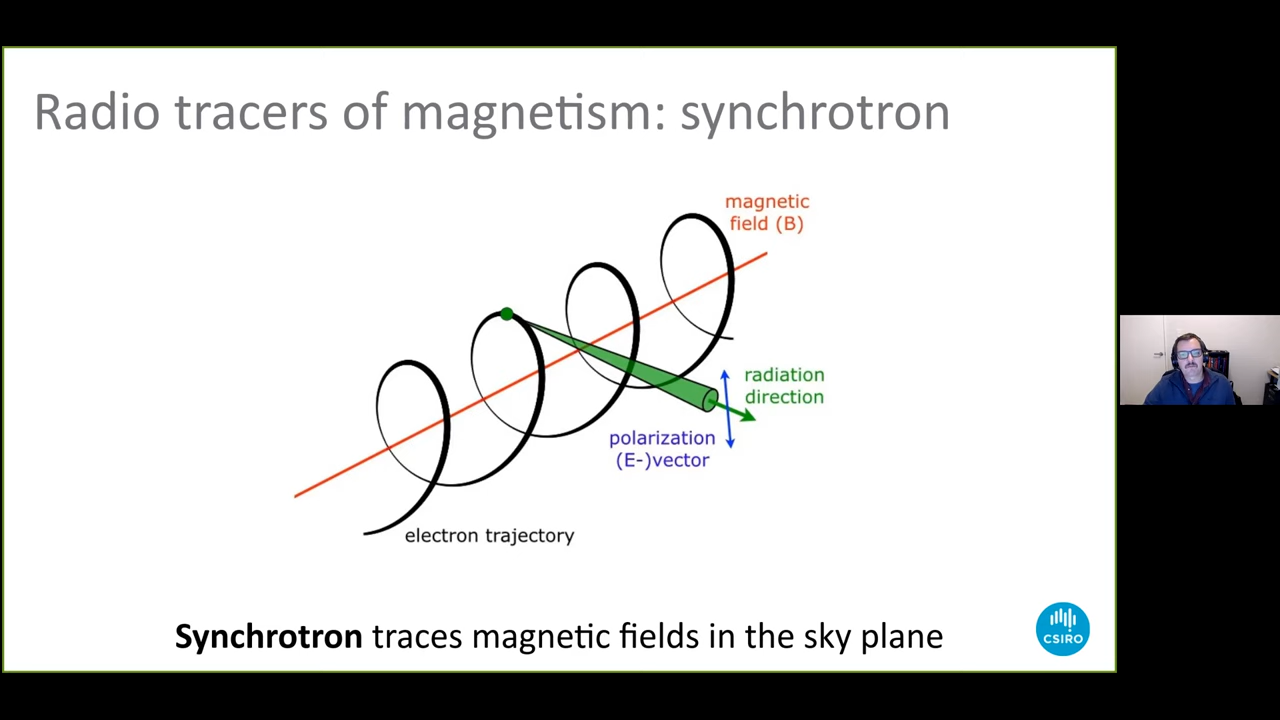 Radio tracers of magnetism: synchrotron
magnetic
field (B)
radiation
direction
polarization
(E-)vector
electron trajectory
Synchrotron traces magnetic fields in the sky plane
CSIRO